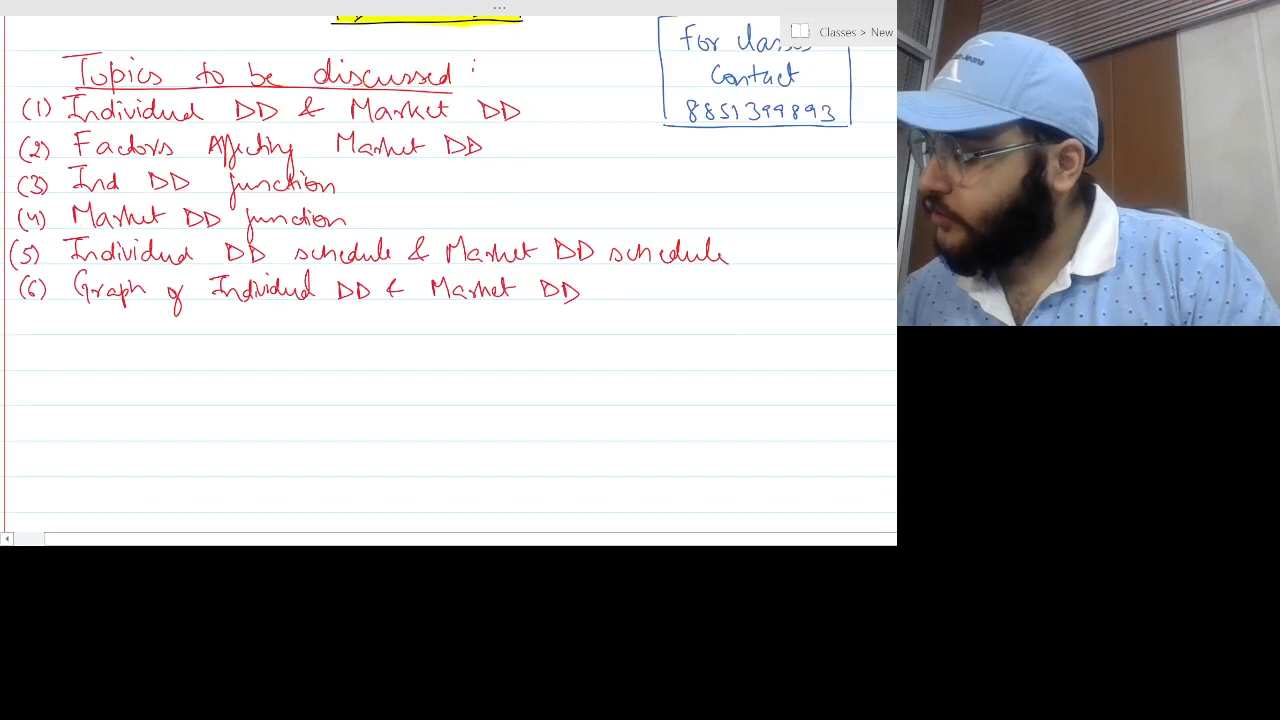 For classes
Classes > New
Contact
8851399893
Topics to be discussed :
(1) Individual DD & Market DD
(2) Factors Affecting Market DD
(3) Ind DD function
(4) Market DD function
(5) Individual DD schedule & Market DD schedule
(6) Graph of Individual DD & Market DD